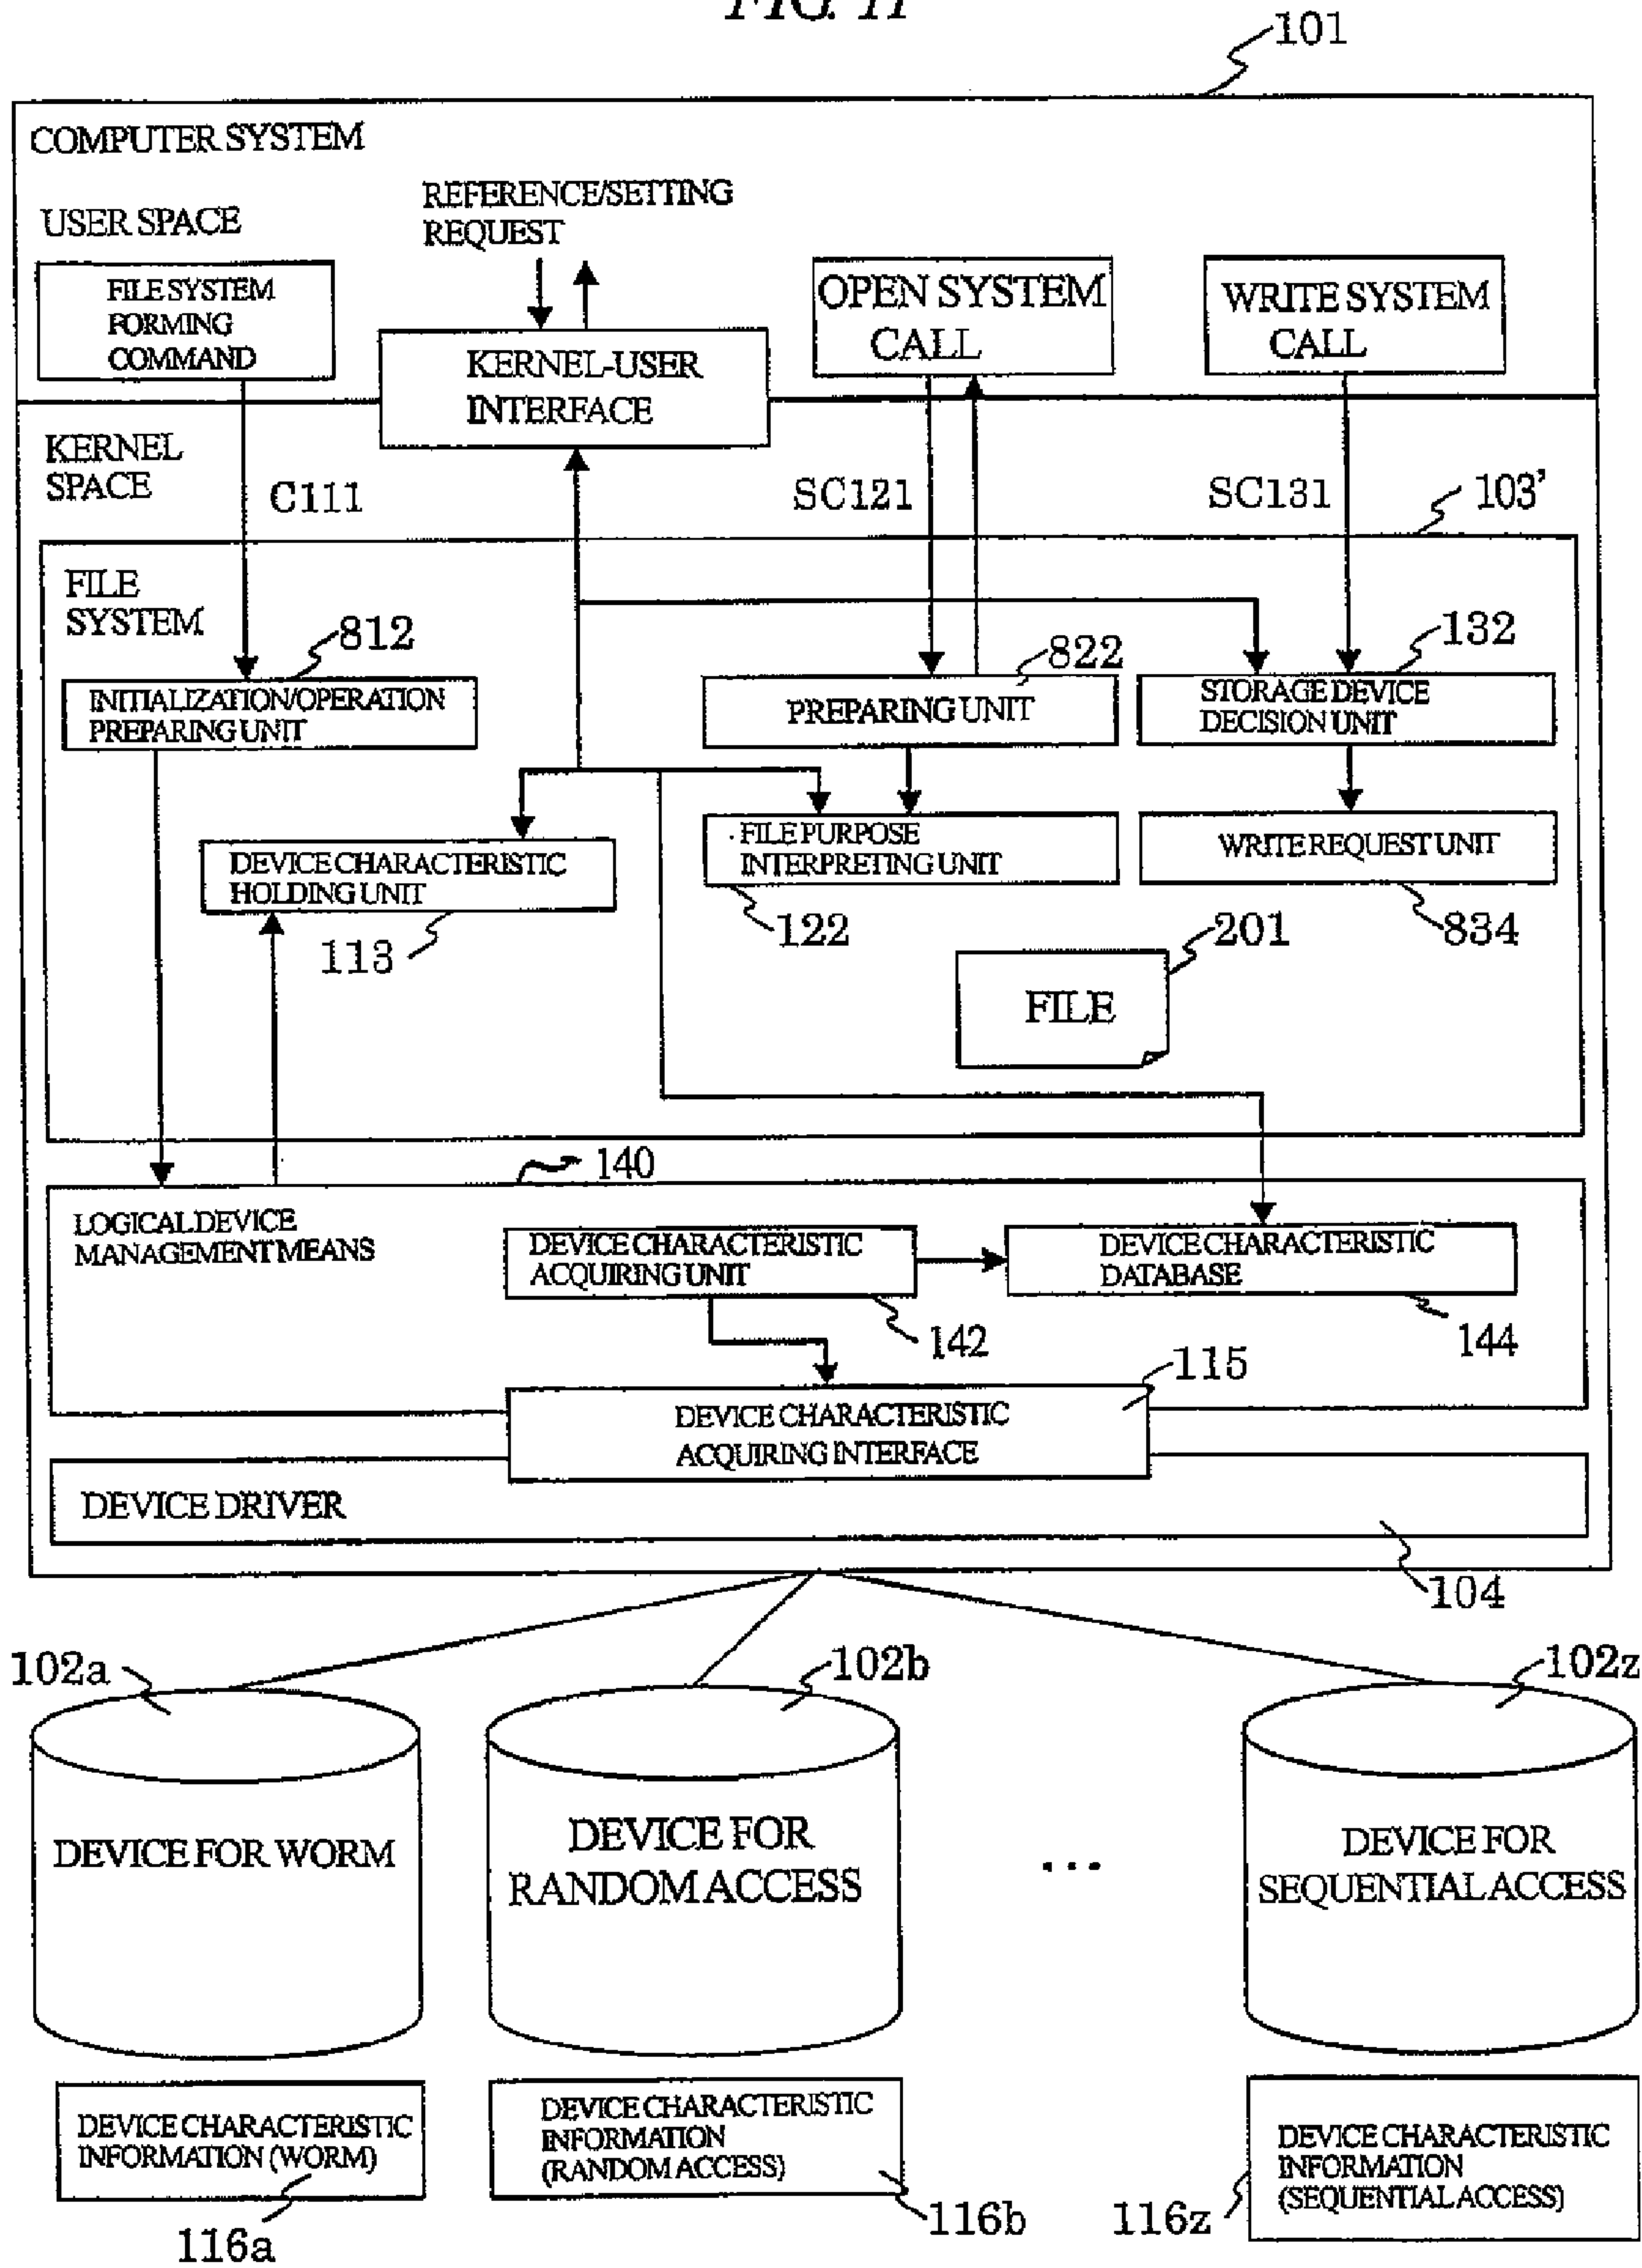 FIG. 11
101
COMPUTER SYSTEM
USER SPACE
REFERENCE/SETTING
REQUEST
FILE SYSTEM
FORMING
COMMAND
KERNEL-USER
INTERFACE
OPEN SYSTEM
CALL
WRITE SYSTEM
CALL
KERNEL
SPACE
C111
SC121
SC131
103'
FILE
SYSTEM
812
822
132
INITIALIZATION/OPERATION
PREPARING UNIT
PREPARING UNIT
STORAGE DEVICE
DECISION UNIT
DEVICE CHARACTERISTIC
HOLDING UNIT
113
FILE PURPOSE
INTERPRETING UNIT
122
WRITE REQUEST UNIT
834
201
FILE
140
LOGICAL DEVICE
MANAGEMENT MEANS
DEVICE CHARACTERISTIC
ACQUIRING UNIT
142
DEVICE CHARACTERISTIC
DATABASE
144
115
DEVICE CHARACTERISTIC
ACQUIRING INTERFACE
DEVICE DRIVER
104
102a
102b
102z
DEVICE FOR WORM
DEVICE FOR
RANDOM ACCESS
...
DEVICE FOR
SEQUENTIAL ACCESS
DEVICE CHARACTERISTIC
INFORMATION (WORM)
116a
DEVICE CHARACTERISTIC
INFORMATION
(RANDOM ACCESS)
116b
116z
DEVICE CHARACTERISTIC
INFORMATION
(SEQUENTIAL ACCESS)